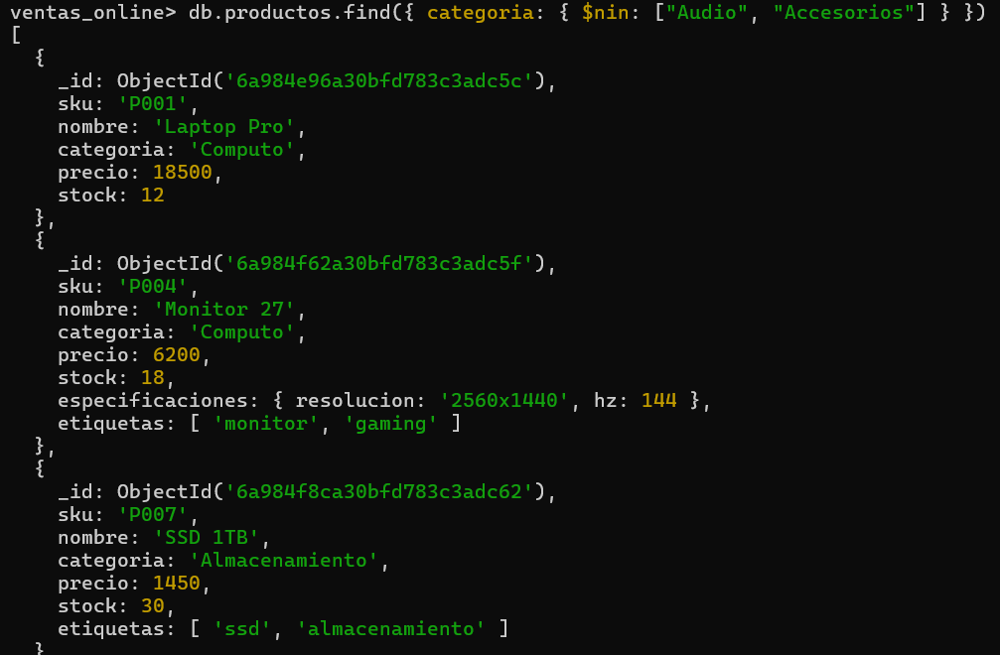 ventas_online> db.productos.find({ categoria: { $nin: ["Audio", "Accesorios"] } })
[
  {
    _id: ObjectId('6a984e96a30bfd783c3adc5c'),
    sku: 'P001',
    nombre: 'Laptop Pro',
    categoria: 'Computo',
    precio: 18500,
    stock: 12
  },
  {
    _id: ObjectId('6a984f62a30bfd783c3adc5f'),
    sku: 'P004',
    nombre: 'Monitor 27',
    categoria: 'Computo',
    precio: 6200,
    stock: 18,
    especificaciones: { resolucion: '2560x1440', hz: 144 },
    etiquetas: [ 'monitor', 'gaming' ]
  },
  {
    _id: ObjectId('6a984f8ca30bfd783c3adc62'),
    sku: 'P007',
    nombre: 'SSD 1TB',
    categoria: 'Almacenamiento',
    precio: 1450,
    stock: 30,
    etiquetas: [ 'ssd', 'almacenamiento' ]
  }